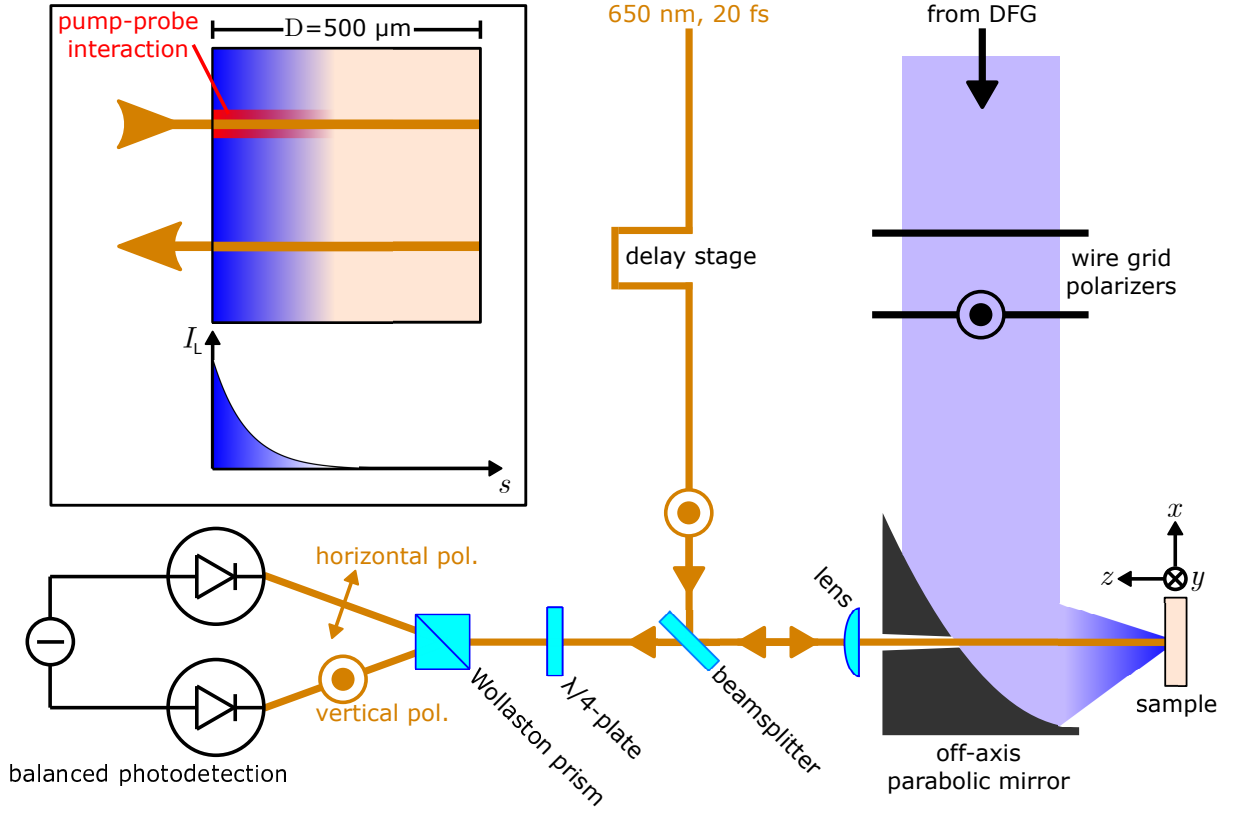 pump-probe
interaction
D=500 µm
I_L
s
650 nm, 20 fs
delay stage
from DFG
wire grid
polarizers
horizontal pol.
vertical pol.
balanced photodetection
Wollaston prism
λ/4-plate
beamsplitter
lens
off-axis
parabolic mirror
x
z
y
sample